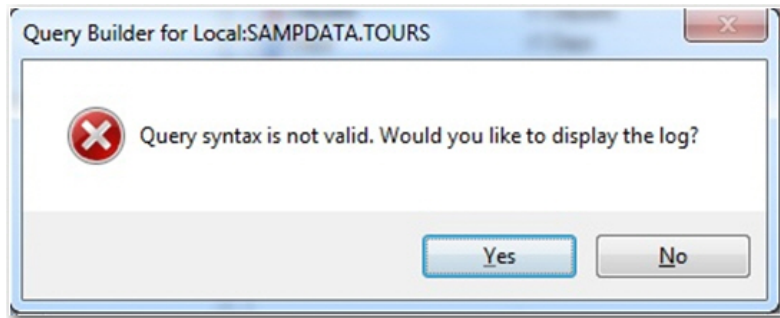 Query Builder for Local:SAMPDATA.TOURS
Query syntax is not valid. Would you like to display the log?
Yes
No